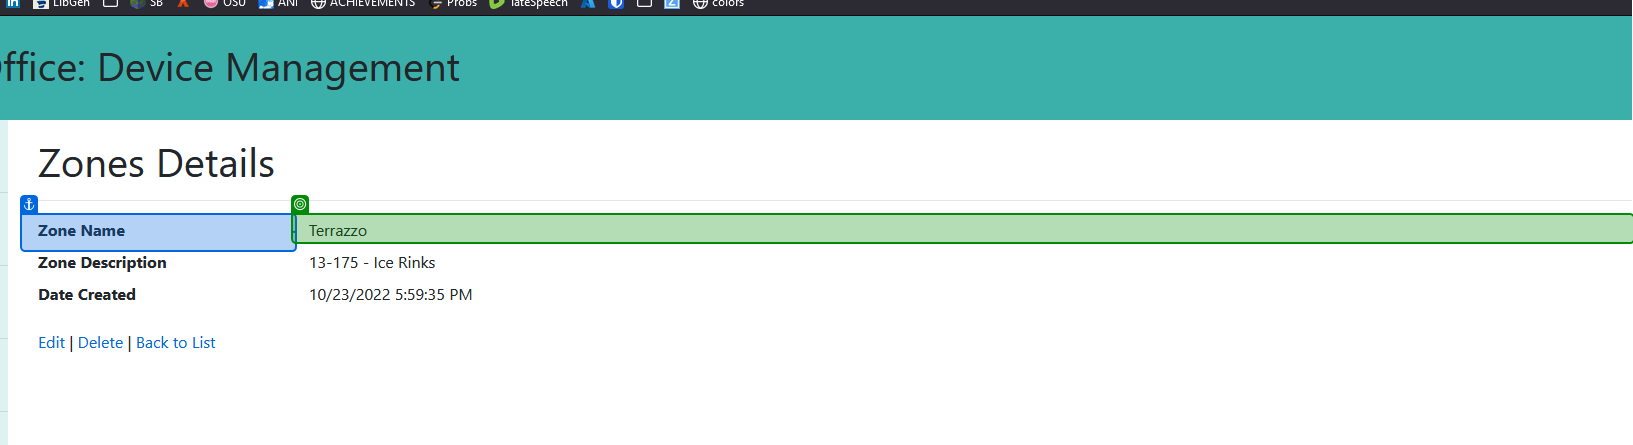 LibGen SB OSU ANI ACHIEVEMENTS Probs lateSpeech colors
ffice: Device Management
Zones Details
Zone Name Terrazzo
Zone Description 13-175 - Ice Rinks
Date Created 10/23/2022 5:59:35 PM
Edit | Delete | Back to List